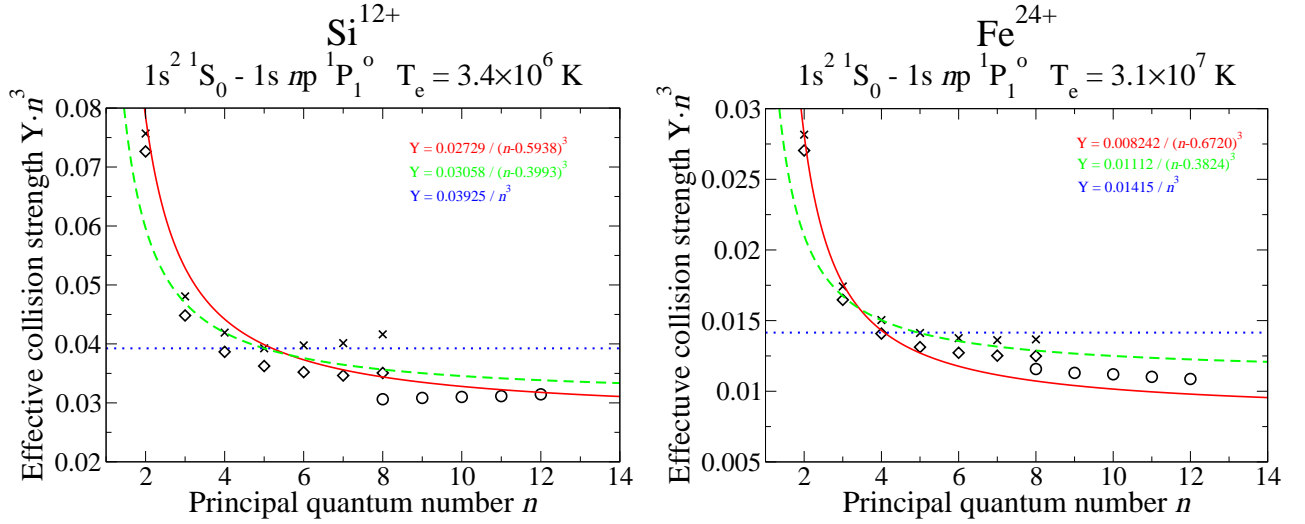 Si¹²⁺
1s² ¹S₀ - 1s np ¹P₁ᵒ Tₑ = 3.4×10⁶ K
Effective collision strength Υ·n³
0.08
0.07
0.06
0.05
0.04
0.03
0.02
Υ = 0.02729 / (n-0.5938)³
Υ = 0.03058 / (n-0.3993)³
Υ = 0.03925 / n³
2 4 6 8 10 12 14
Principal quantum number n
Fe²⁴⁺
1s² ¹S₀ - 1s np ¹P₁ᵒ Tₑ = 3.1×10⁷ K
Effectuve collision strength Υ·n³
0.03
0.025
0.02
0.015
0.01
0.005
Υ = 0.008242 / (n-0.6720)³
Υ = 0.01112 / (n-0.3824)³
Υ = 0.01415 / n³
2 4 6 8 10 12 14
Principal quantum number n